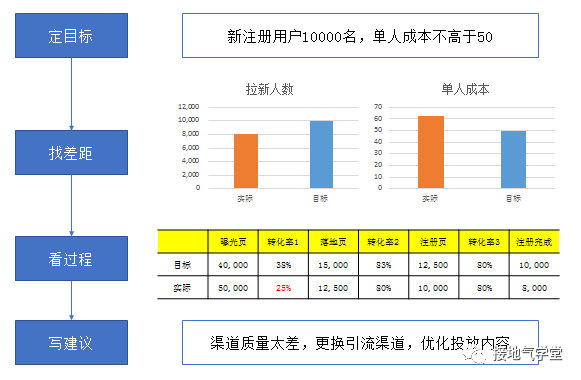 定目标
新注册用户10000名，单人成本不高于50
找差距
拉新人数
12,000
10,000
8,000
6,000
4,000
2,000
0
实际 目标
单人成本
70
60
50
40
30
20
10
0
实际 目标
看过程
曝光页 转化率1 落地页 转化率2 注册页 转化率3 注册完成
目标 40,000 38% 15,000 83% 12,500 80% 10,000
实际 50,000 25% 12,500 80% 10,000 80% 8,000
写建议
渠道质量太差，更换引流渠道，优化投放内容
接地气学堂